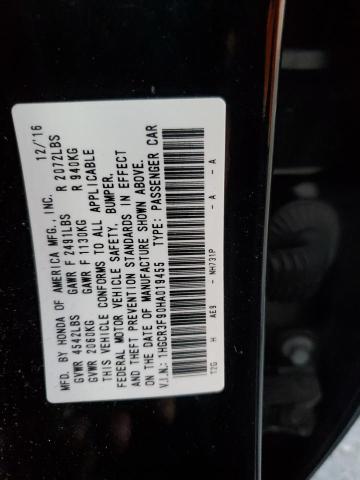 MFD. BY HONDA OF AMERICA MFG., INC. 12/'16
GVWR 4542LBS GAWR F 2491LBS R 2072LBS
GVWR 2060KG GAWR F 1130KG R 940KG
THIS VEHICLE CONFORMS TO ALL APPLICABLE
FEDERAL MOTOR VEHICLE SAFETY, BUMPER,
AND THEFT PREVENTION STANDARDS IN EFFECT
ON THE DATE OF MANUFACTURE SHOWN ABOVE.
V.I.N.: 1HGCR3F90HA019455 TYPE: PASSENGER CAR
T2G H AE9 - NH731P - A - A